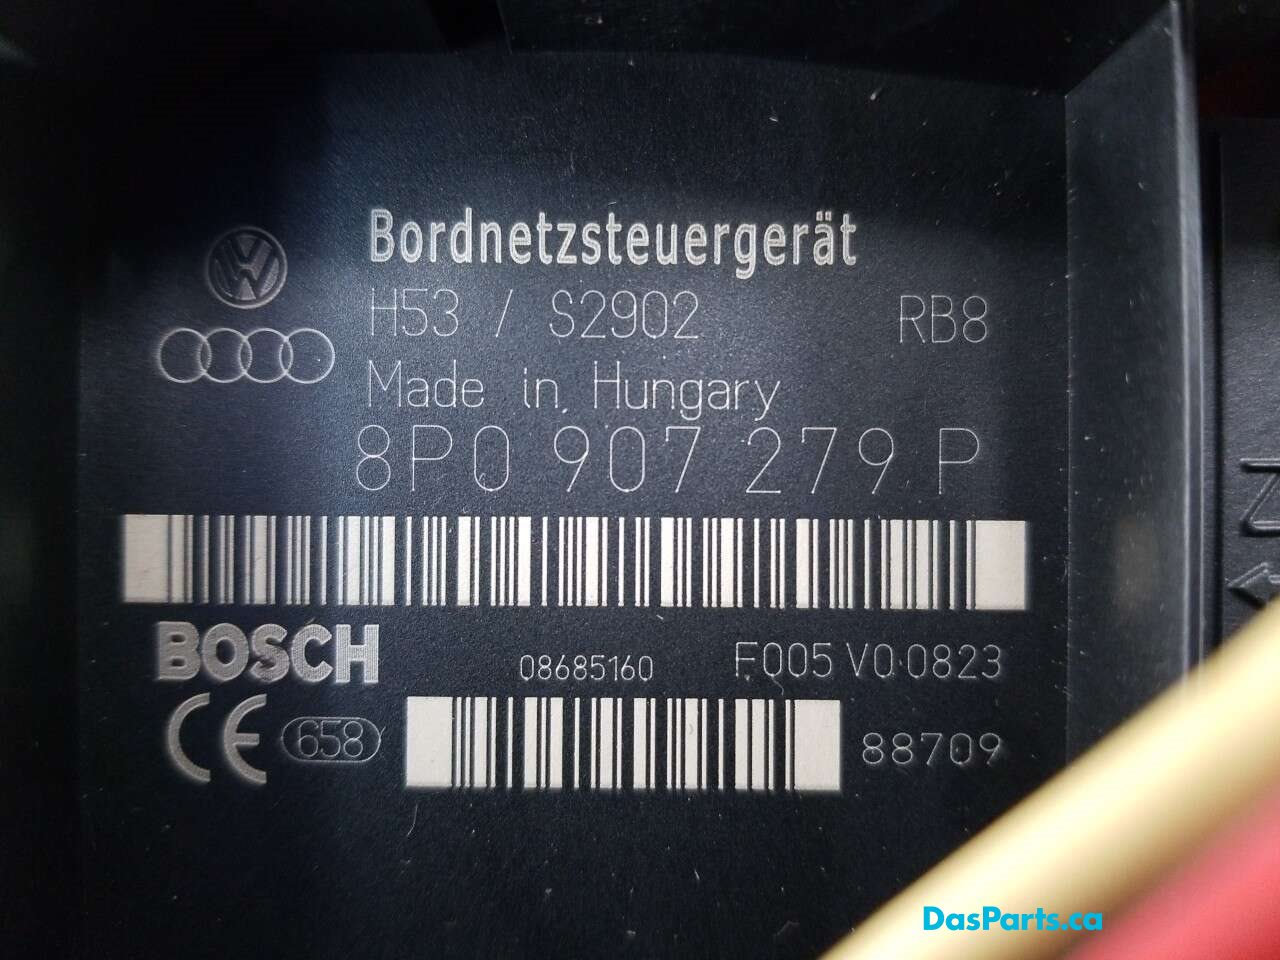 Bordnetzsteuergerät
H53 / S2902 RB8
Made in Hungary
8P0 907 279 P
BOSCH
08685160 F005 V0 0823
CE 658
88709
DasParts.ca